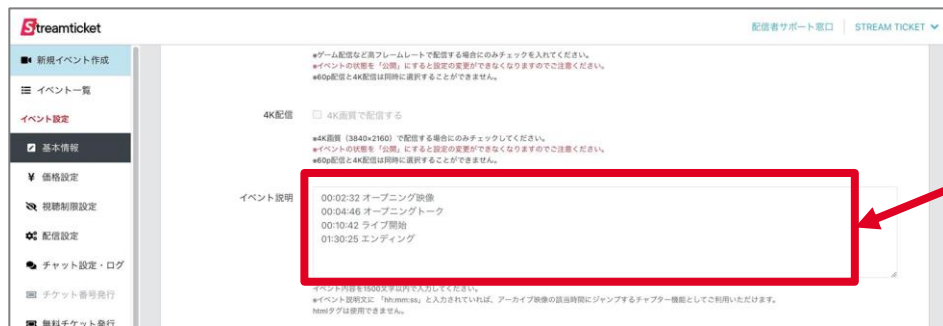 Streamticket
配信者サポート窓口
STREAM TICKET
新規イベント作成
イベント一覧
イベント設定
基本情報
価格設定
視聴制限設定
配信設定
チャット設定・ログ
チケット番号発行
無料チケット発行
※ゲーム配信など高フレームレートで配信する場合にのみチェックを入れてください。
※イベントの状態を「公開」にすると設定の変更ができなくなりますのでご注意ください。
※60p配信と4K配信は同時に選択することができません。
4K配信
4K画質で配信する
※4K画質（3840×2160）で配信する場合にのみチェックしてください。
※イベントの状態を「公開」にすると設定の変更ができなくなりますのでご注意ください。
※60p配信と4K配信は同時に選択することができません。
イベント説明
00:02:32 オープニング映像
00:04:46 オープニングトーク
00:10:42 ライブ開始
01:30:25 エンディング
イベント内容を1500文字以内で入力してください。
※イベント説明文に「hh:mm:ss」と入力されていれば、アーカイブ映像の該当時間にジャンプするチャプター機能としてご利用いただけます。
htmlタグは使用できません。